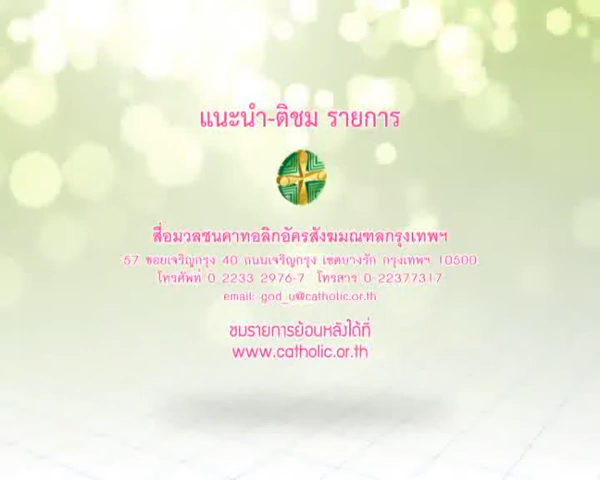 แนะนำ-ติชม รายการ
สื่อมวลชนคาทอลิกอัครสังฆมณฑลกรุงเทพฯ
57 ซอยเจริญกรุง 40 ถนนเจริญกรุง เขตบางรัก กรุงเทพฯ 10500
โทรศัพท์ 0 2233 2976-7 โทรสาร 0-22377317
email: god_u@catholic.or.th
ชมรายการย้อนหลังได้ที่
www.catholic.or.th